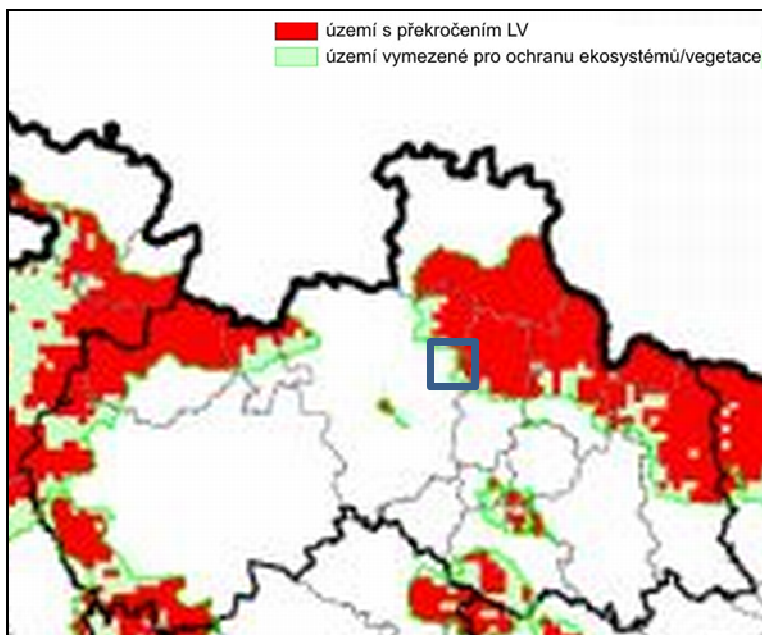 území s překročením LV
území vymezené pro ochranu ekosystémů/vegetace